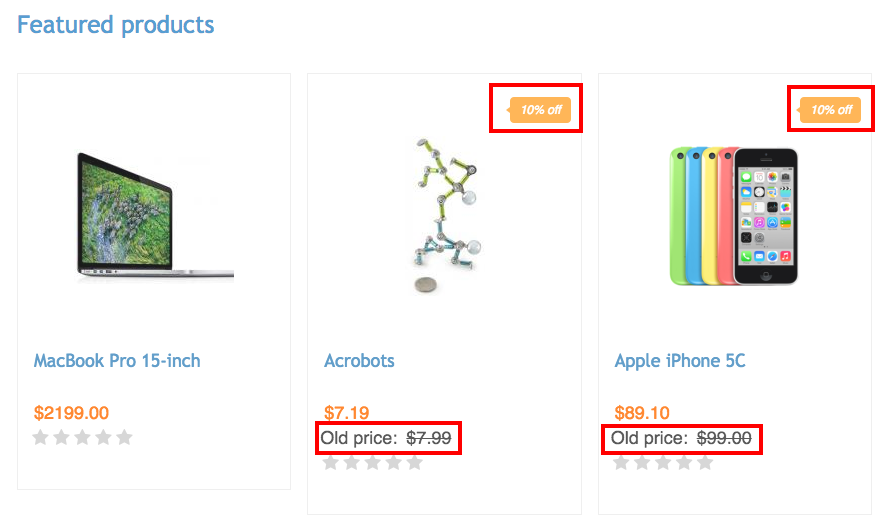 Featured products
10% off
10% off
MacBook Pro 15-inch
Acrobots
Apple iPhone 5C
$2199.00
$7.19
$89.10
Old price: $7.99
Old price: $99.00